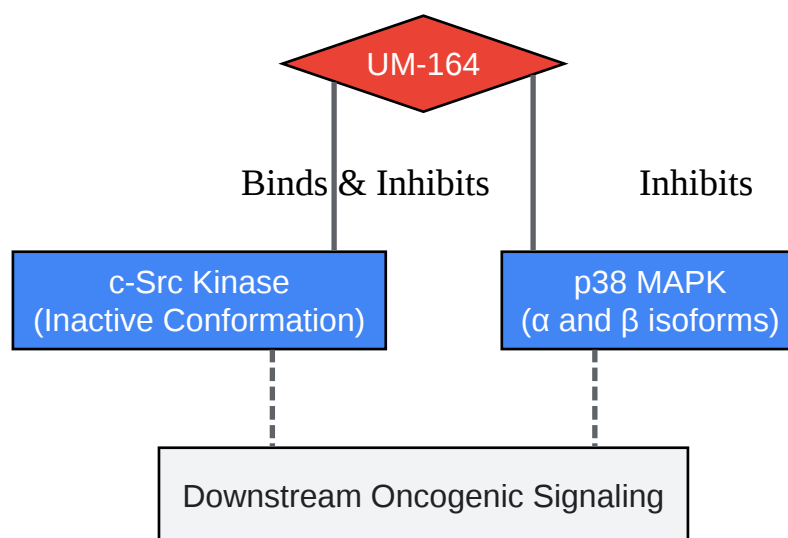 UM-164
Binds & Inhibits
Inhibits
c-Src Kinase
(Inactive Conformation)
p38 MAPK
(α and β isoforms)
Downstream Oncogenic Signaling